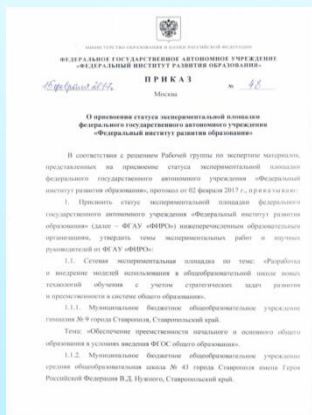 МИНИСТЕРСТВО ОБРАЗОВАНИЯ И НАУКИ РОССИЙСКОЙ ФЕДЕРАЦИИ
ФЕДЕРАЛЬНОЕ ГОСУДАРСТВЕННОЕ АВТОНОМНОЕ УЧРЕЖДЕНИЕ
«ФЕДЕРАЛЬНЫЙ ИНСТИТУТ РАЗВИТИЯ ОБРАЗОВАНИЯ»
ПРИКАЗ
15 февраля 2017г. № 48
Москва
О присвоении статуса экспериментальной площадки
федерального государственного автономного учреждения
«Федеральный институт развития образования»
В соответствии с решением Рабочей группы по экспертизе материалов,
представленных на присвоение статуса экспериментальной площадки
федерального государственного автономного учреждения «Федеральный
институт развития образования», протокол от 02 февраля 2017 г., приказываю:
1. Присвоить статус экспериментальной площадки федерального
государственного автономного учреждения «Федеральный институт развития
образования» (далее – ФГАУ «ФИРО») нижеперечисленным образовательным
организациям, утвердить темы экспериментальных работ и научных
руководителей от ФГАУ «ФИРО»:
1.1. Сетевая экспериментальная площадка по теме: «Разработка
и внедрение моделей использования в общеобразовательной школе новых
технологий обучения с учетом стратегических задач развития
и преемственности в системе общего образования».
1.1.1. Муниципальное бюджетное общеобразовательное учреждение
гимназия № 9 города Ставрополя, Ставропольский край.
Тема: «Обеспечение преемственности начального и основного общего
образования в условиях введения ФГОС общего образования».
1.1.2. Муниципальное бюджетное общеобразовательное учреждение
средняя общеобразовательная школа № 43 города Ставрополя имени Героя
Российской Федерации В.Д. Нужного, Ставропольский край.